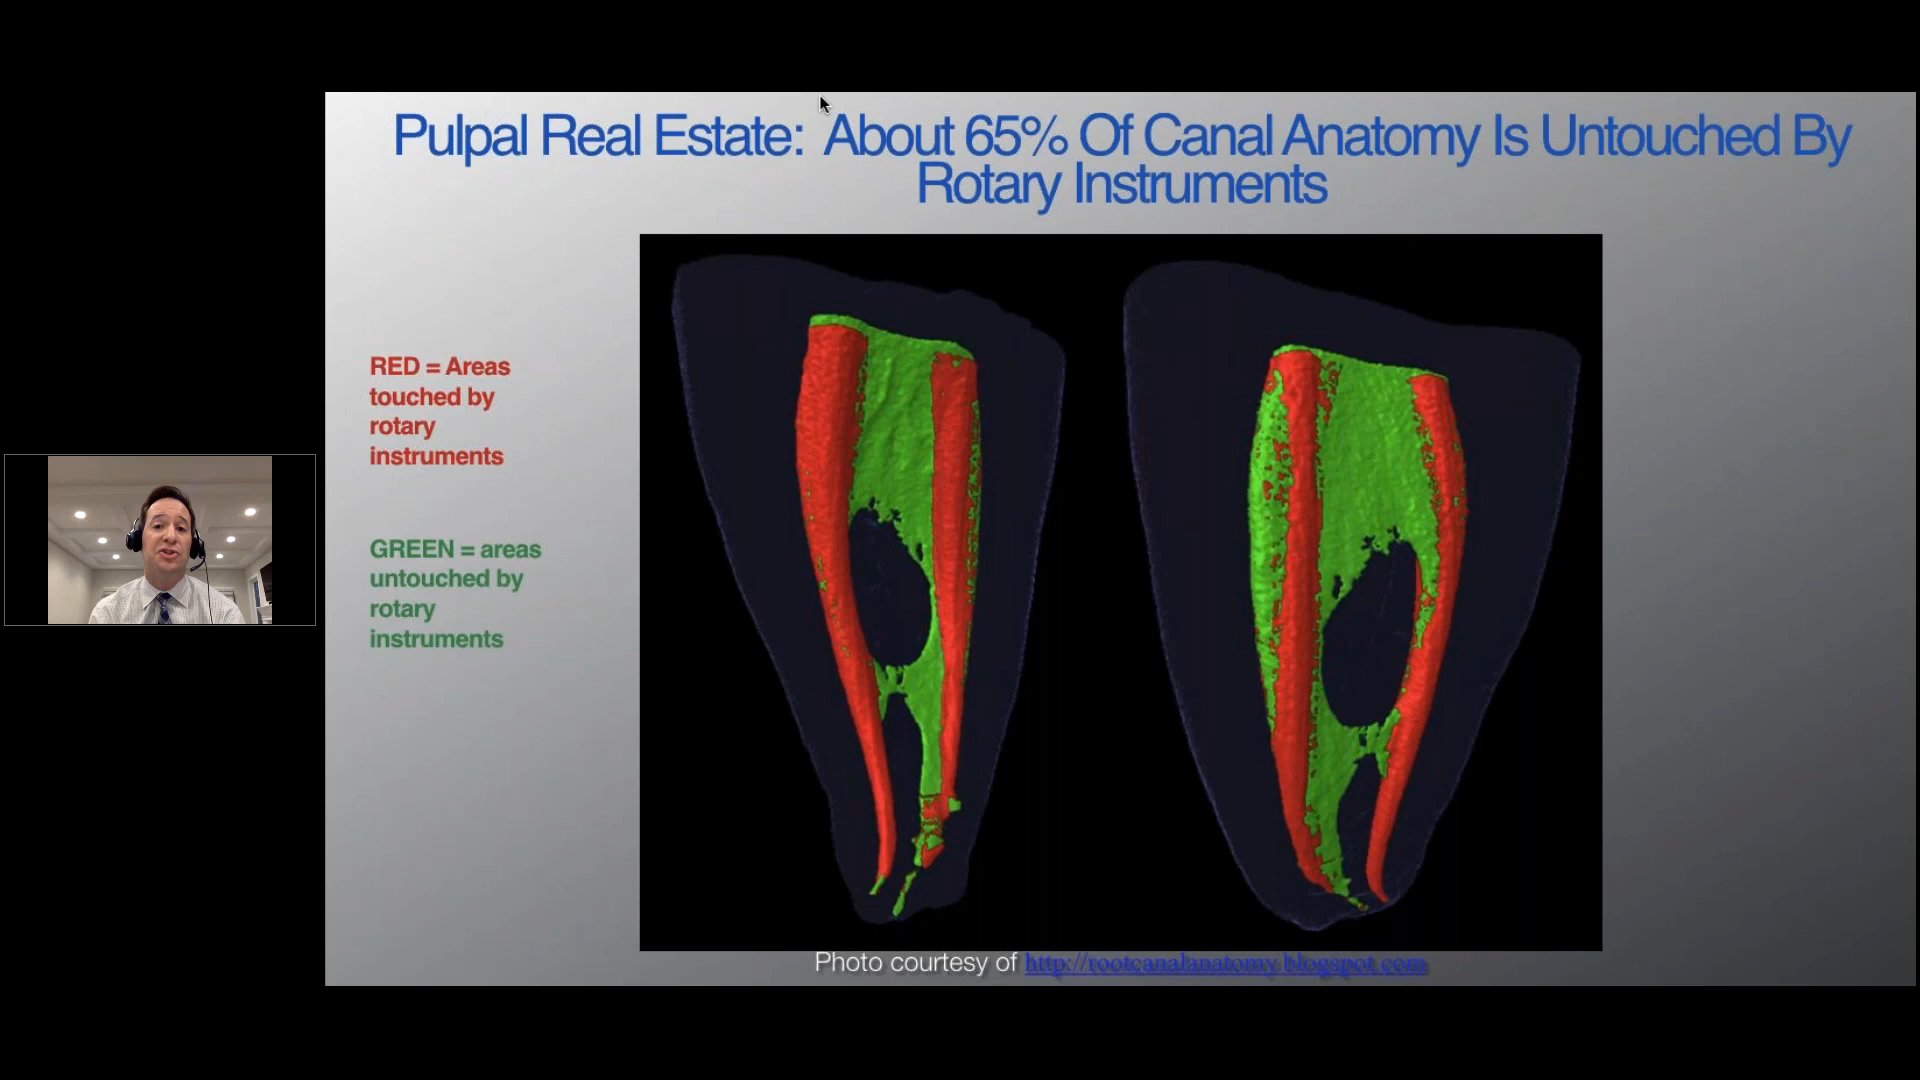 Pulpal Real Estate: About 65% Of Canal Anatomy Is Untouched By
Rotary Instruments
RED = Areas
touched by
rotary
instruments
GREEN = areas
untouched by
rotary
instruments
Photo courtesy of http://rootcanalanatomy.blogspot.com